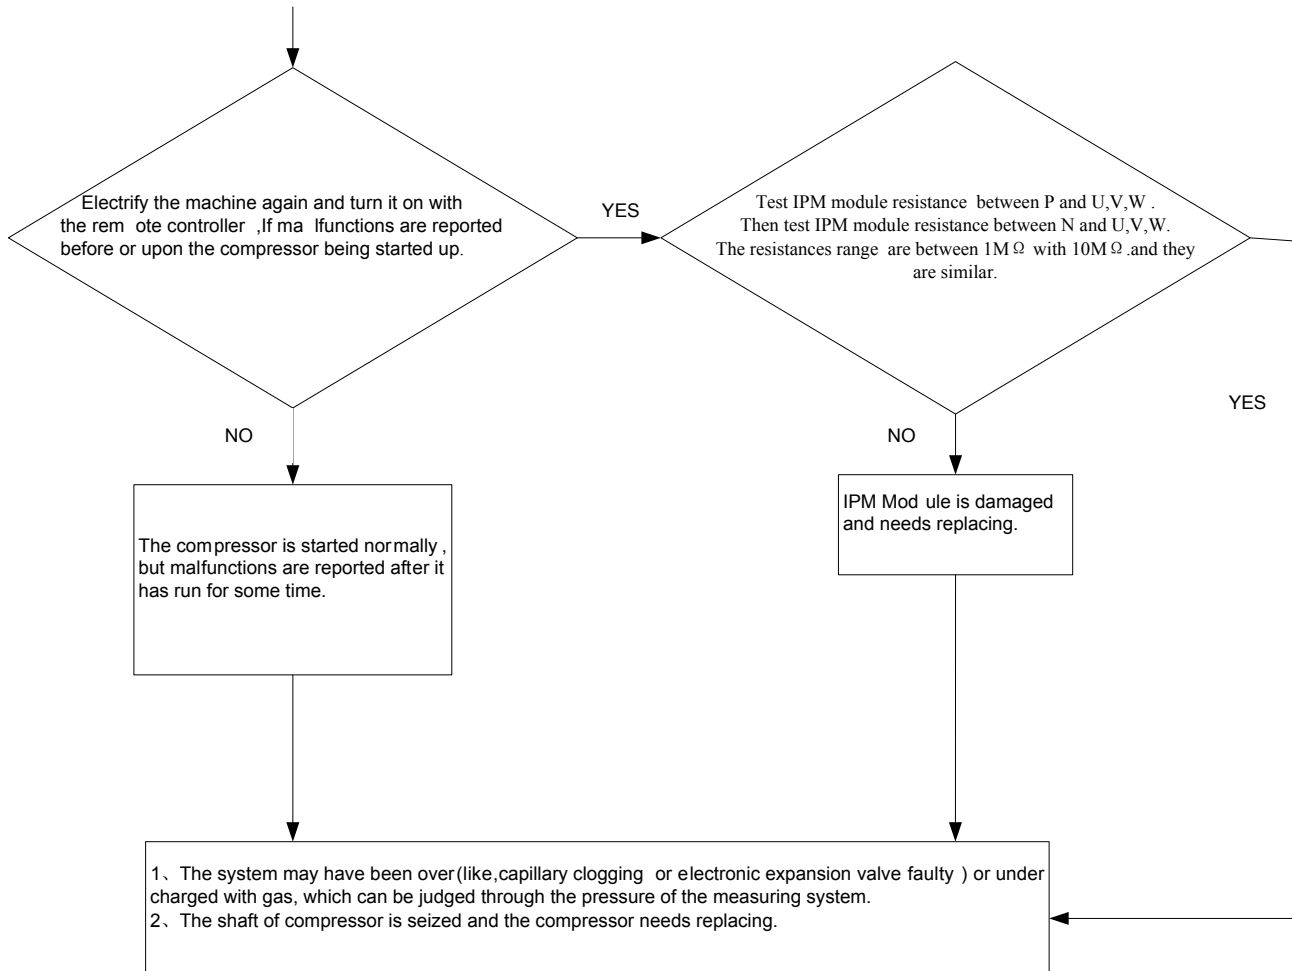 Electrify the machine again and turn it on with
the rem ote controller ,If ma lfunctions are reported
before or upon the compressor being started up.
YES
Test IPM module resistance between P and U,V,W .
Then test IPM module resistance between N and U,V,W.
The resistances range are between 1MΩ with 10MΩ.and they
are similar.
YES
NO
NO
The compressor is started normally ,
but malfunctions are reported after it
has run for some time.
IPM Mod ule is damaged
and needs replacing.
1、The system may have been over(like,capillary clogging or electronic expansion valve faulty ) or under
charged with gas, which can be judged through the pressure of the measuring system.
2、The shaft of compressor is seized and the compressor needs replacing.